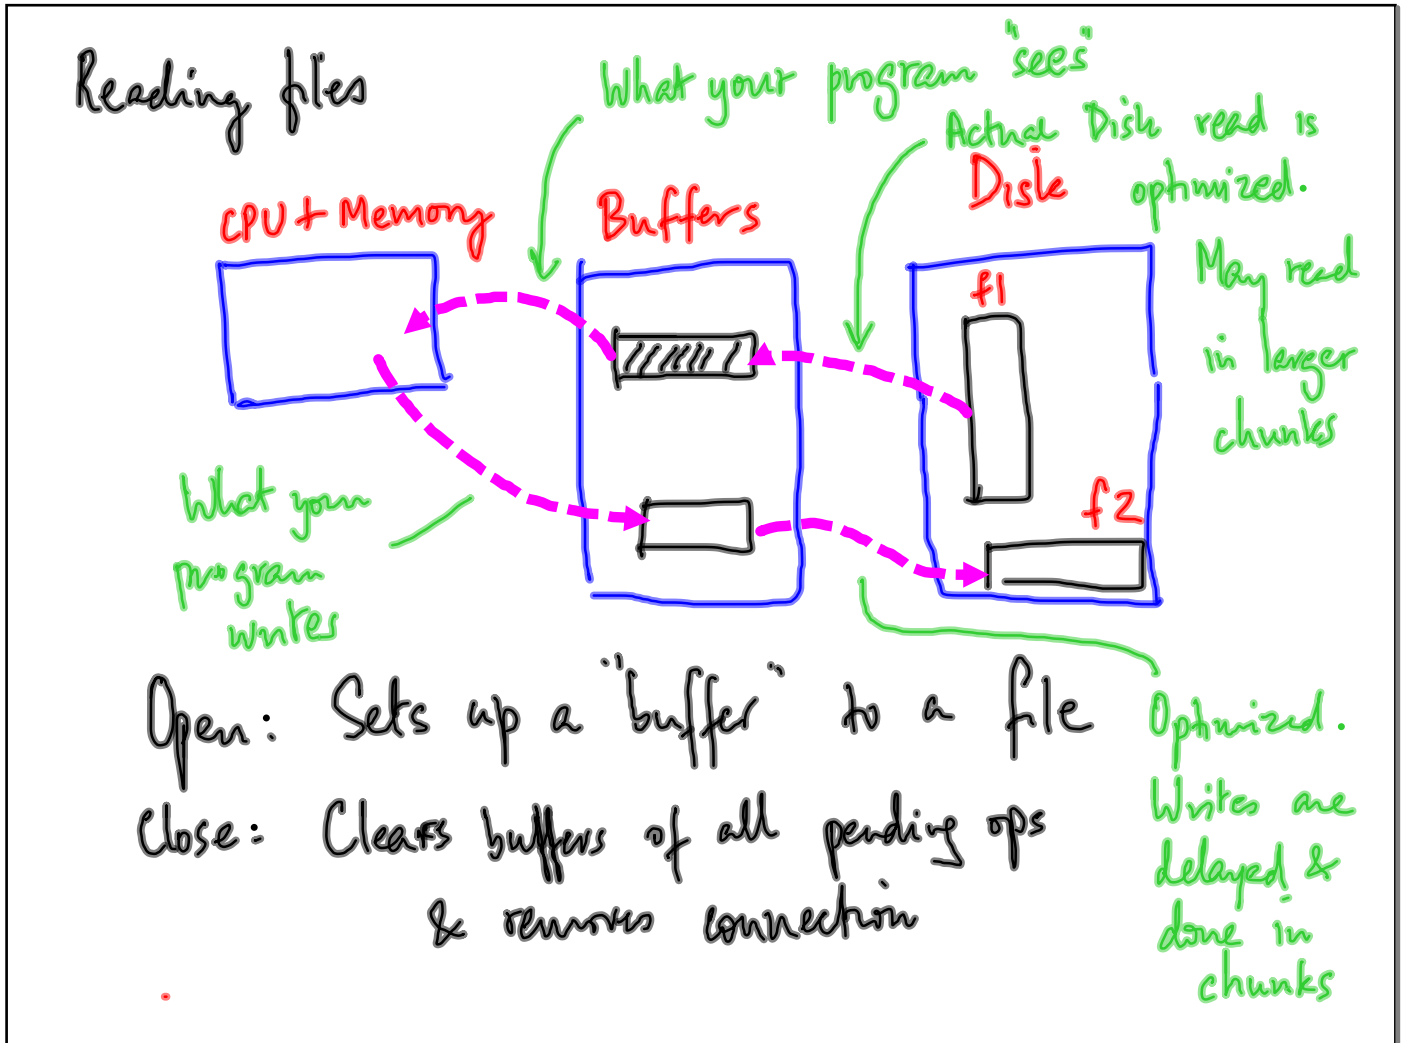 Reading files
What your program "sees"
Actual Disk read is
optimized.
May read
in larger
chunks
CPU + Memory
Buffers
Disk
f1
f2
What your
program
writes
Open: Sets up a "buffer" to a file
Close: Clears buffers of all pending ops
& removes connection
Optimized.
Writes are
delayed &
done in
chunks